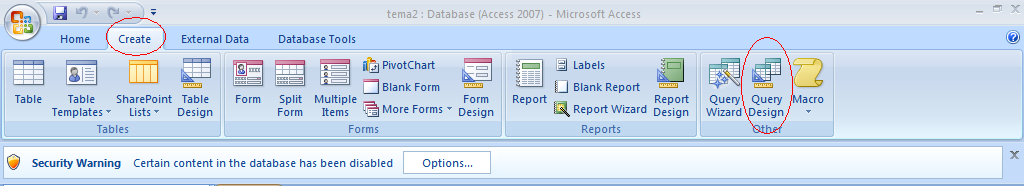 tema2 : Database (Access 2007) - Microsoft Access
Home Create External Data Database Tools
Table
Table Templates
SharePoint Lists
Table Design
Tables
Form
Split Form
Multiple Items
PivotChart
Blank Form
More Forms
Form Design
Forms
Report
Labels
Blank Report
Report Wizard
Report Design
Reports
Query Wizard
Query Design
Macro
Other
Security Warning Certain content in the database has been disabled Options...